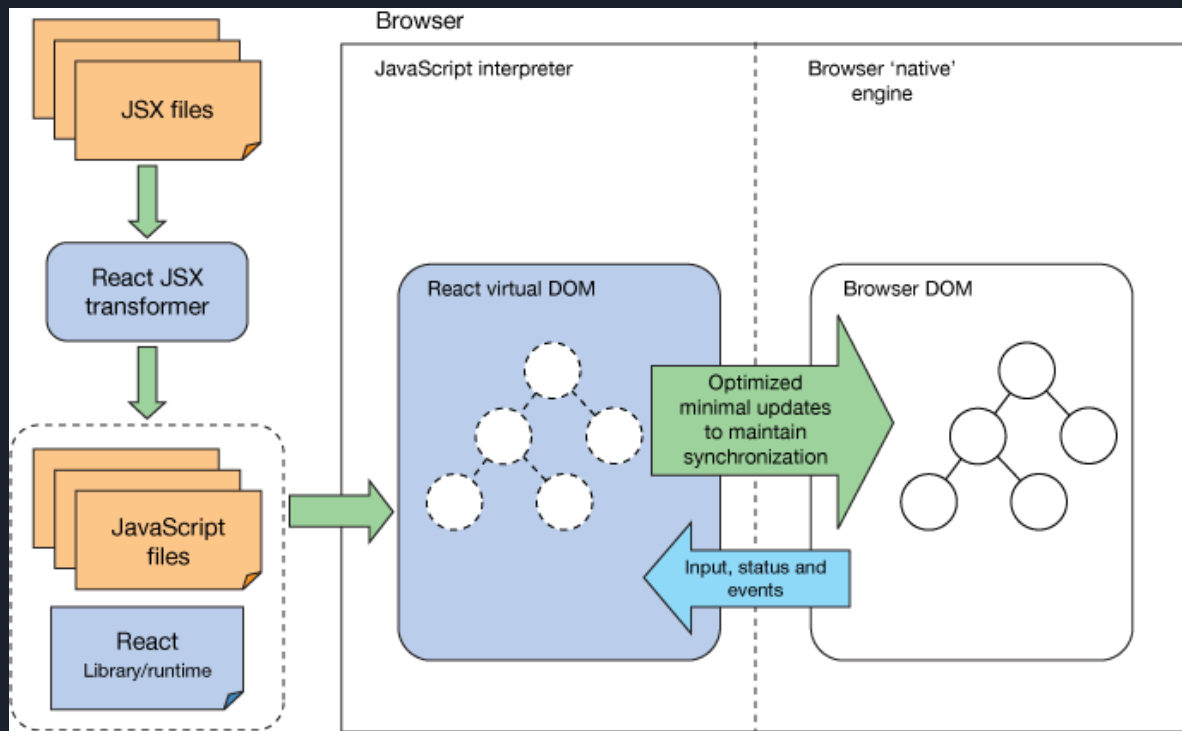 Browser
JSX files
JavaScript interpreter
Browser ‘native’
engine
React JSX
transformer
React virtual DOM
Browser DOM
Optimized
minimal updates
to maintain
synchronization
JavaScript
files
Input, status and
events
React
Library/runtime